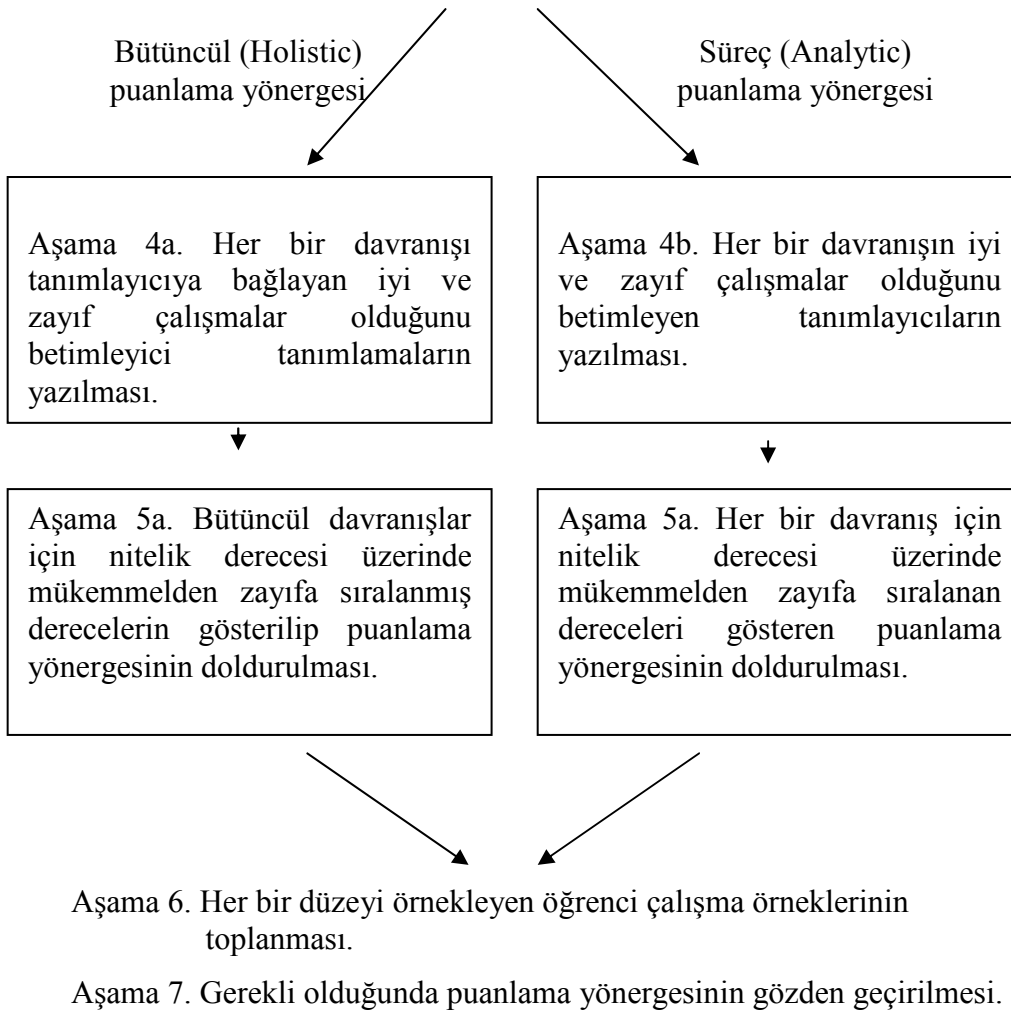 Bütüncül (Holistic)
puanlama yönergesi
Süreç (Analytic)
puanlama yönergesi
Aşama 4a. Her bir davranışı
tanımlayıcıya bağlayan iyi ve
zayıf çalışmalar olduğunu
betimleyici tanımlamaların
yazılması.
Aşama 4b. Her bir davranışın iyi
ve zayıf çalışmalar olduğunu
betimleyen tanımlayıcıların
yazılması.
Aşama 5a. Bütüncül davranışlar
için nitelik derecesi üzerinde
mükemmelden zayıfa sıralanmış
derecelerin gösterilip puanlama
yönergesinin doldurulması.
Aşama 5a. Her bir davranış için
nitelik derecesi üzerinde
mükemmelden zayıfa sıralanan
dereceleri gösteren puanlama
yönergesinin doldurulması.
Aşama 6. Her bir düzeyi örnekleyen öğrenci çalışma örneklerinin
toplanması.
Aşama 7. Gerekli olduğunda puanlama yönergesinin gözden geçirilmesi.